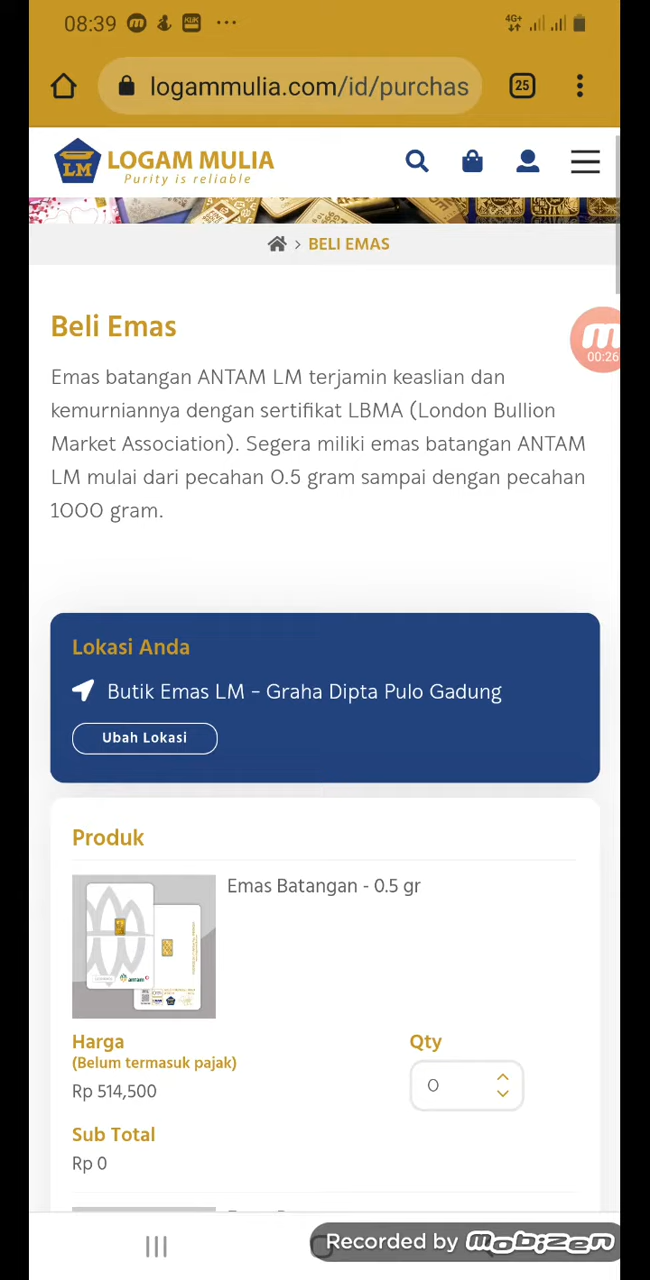 08:39
4G+
logammulia.com/id/purchas
25
LM
LOGAM MULIA
Purity is reliable
> BELI EMAS
Beli Emas
00:26
Emas batangan ANTAM LM terjamin keaslian dan
kemurniannya dengan sertifikat LBMA (London Bullion
Market Association). Segera miliki emas batangan ANTAM
LM mulai dari pecahan 0.5 gram sampai dengan pecahan
1000 gram.
Lokasi Anda
Butik Emas LM - Graha Dipta Pulo Gadung
Ubah Lokasi
Produk
Emas Batangan - 0.5 gr
antam
Harga
Qty
(Belum termasuk pajak)
Rp 514,500
0
Sub Total
Rp 0
Recorded by mobizen